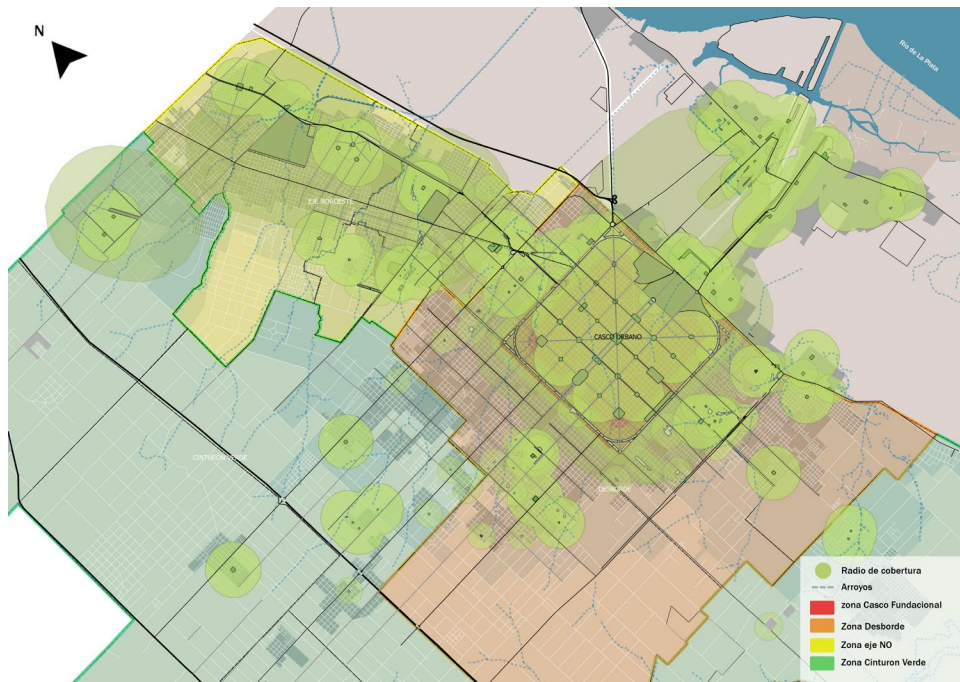 N
Río de La Plata
EJE NOROESTE
CASCO URBANO
CINTURON VERDE
DESBORDE
Radio de cobertura
Arroyos
zona Casco Fundacional
Zona Desborde
Zona eje NO
Zona Cinturon Verde